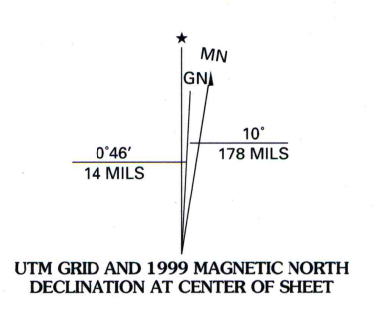 ★
MN
GN
10°
178 MILS
0°46′
14 MILS
UTM GRID AND 1999 MAGNETIC NORTH
DECLINATION AT CENTER OF SHEET